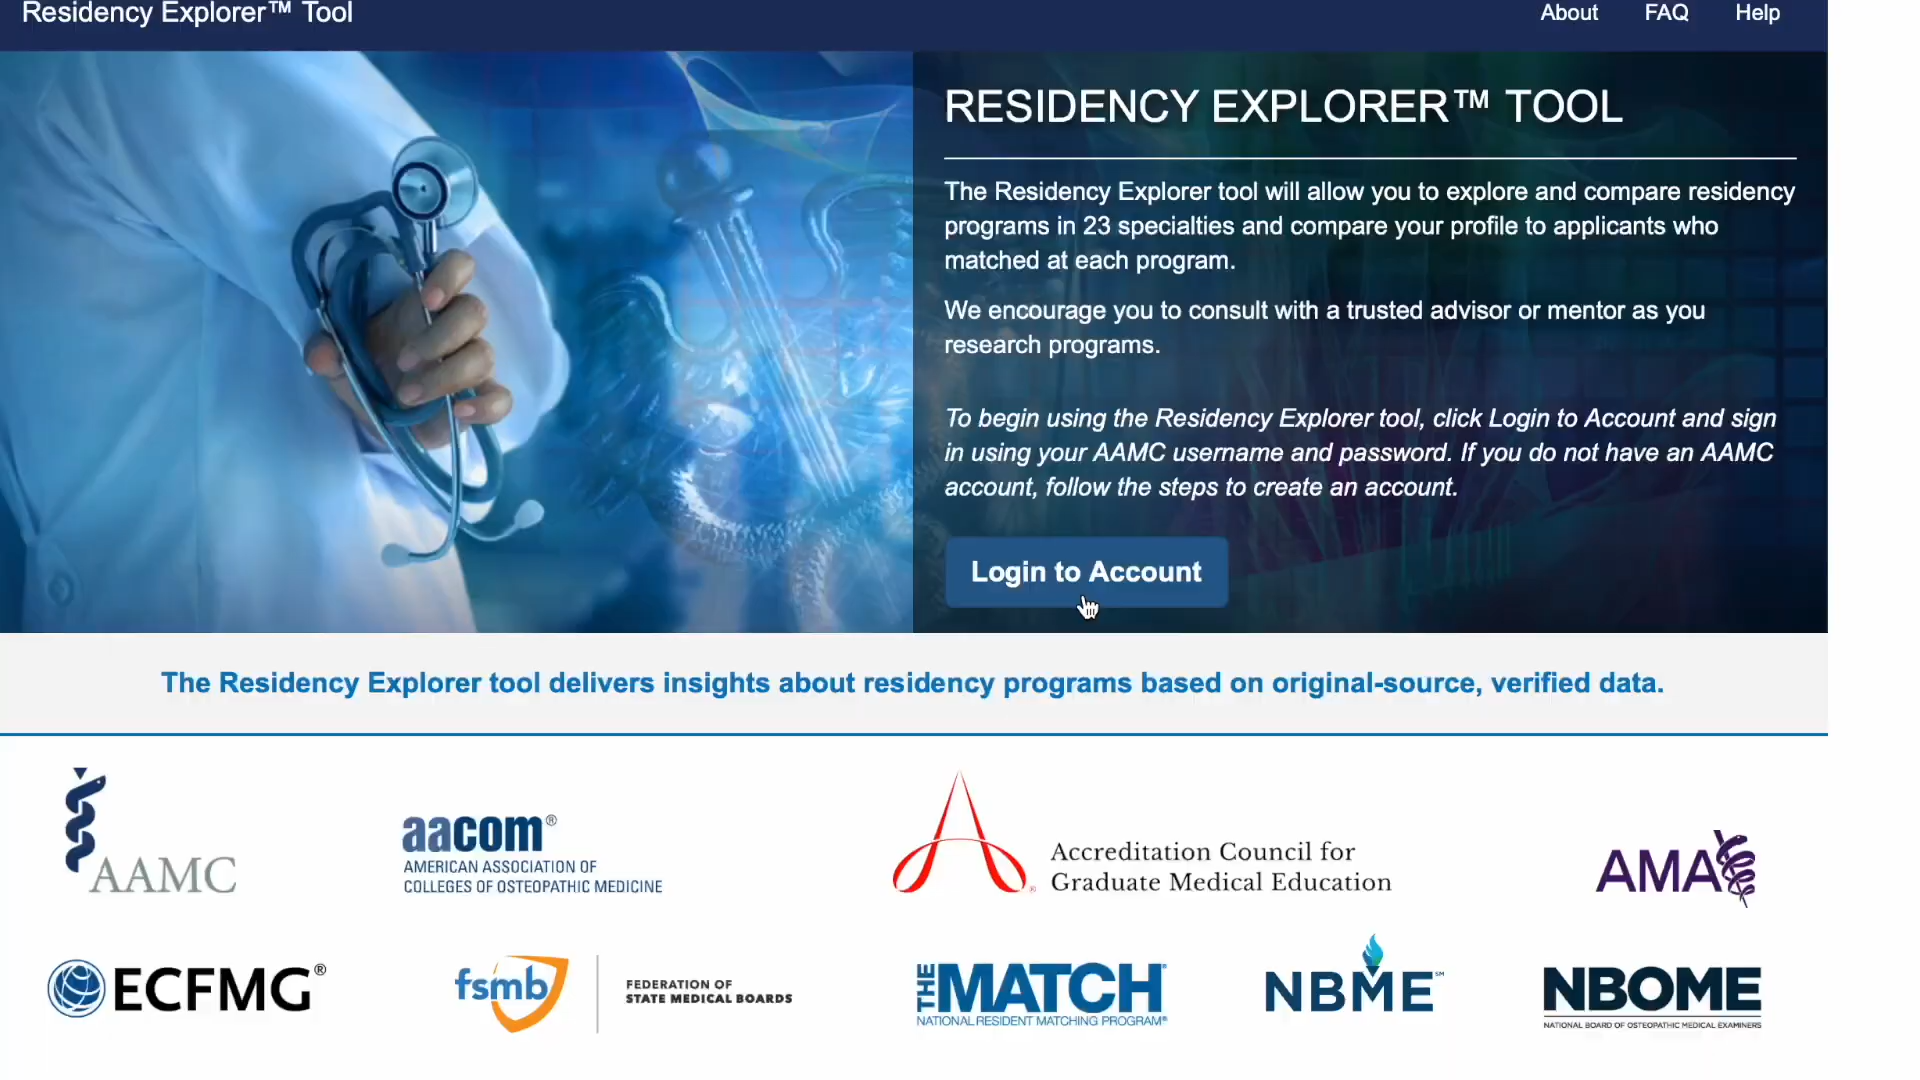 Residency Explorer™ Tool
About FAQ Help
RESIDENCY EXPLORER™ TOOL
The Residency Explorer tool will allow you to explore and compare residency
programs in 23 specialties and compare your profile to applicants who
matched at each program.
We encourage you to consult with a trusted advisor or mentor as you
research programs.
To begin using the Residency Explorer tool, click Login to Account and sign
in using your AAMC username and password. If you do not have an AAMC
account, follow the steps to create an account.
Login to Account
The Residency Explorer tool delivers insights about residency programs based on original-source, verified data.
AAMC
aacom®
AMERICAN ASSOCIATION OF
COLLEGES OF OSTEOPATHIC MEDICINE
Accreditation Council for
Graduate Medical Education
®
AMA
ECFMG®
fsmb
FEDERATION OF
STATE MEDICAL BOARDS
THE MATCH®
NATIONAL RESIDENT MATCHING PROGRAM®
NBME℠
NBOME
NATIONAL BOARD OF OSTEOPATHIC MEDICAL EXAMINERS